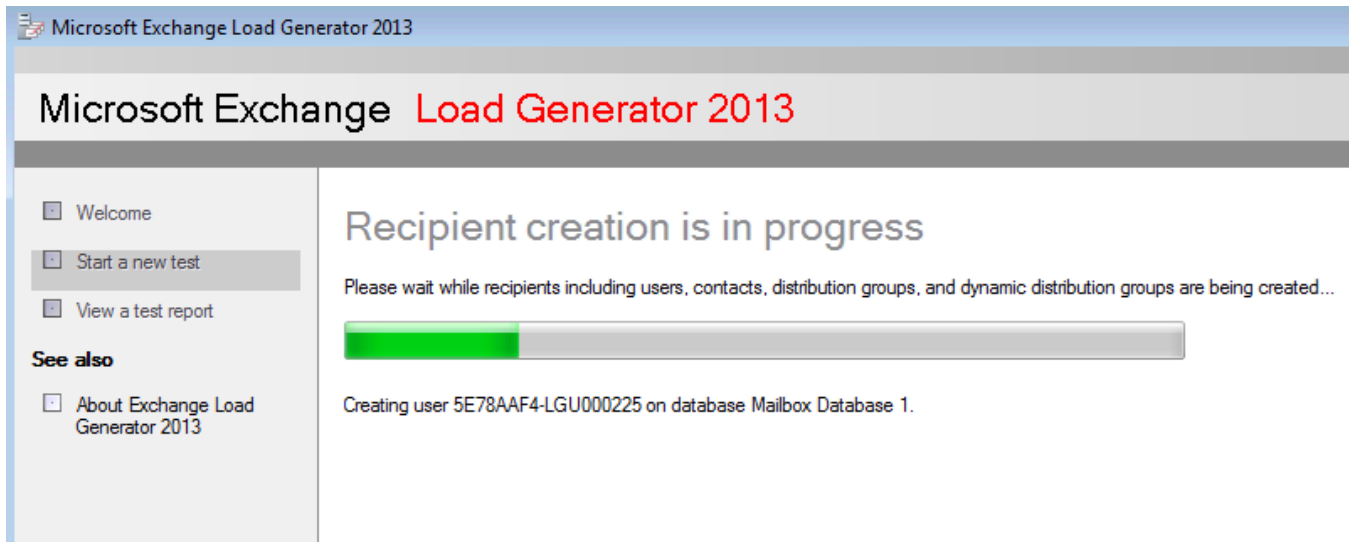 Microsoft Exchange Load Generator 2013
Microsoft Exchange Load Generator 2013
Welcome
Start a new test
View a test report
See also
About Exchange Load
Generator 2013
Recipient creation is in progress
Please wait while recipients including users, contacts, distribution groups, and dynamic distribution groups are being created...
Creating user 5E78AAF4-LGU000225 on database Mailbox Database 1.